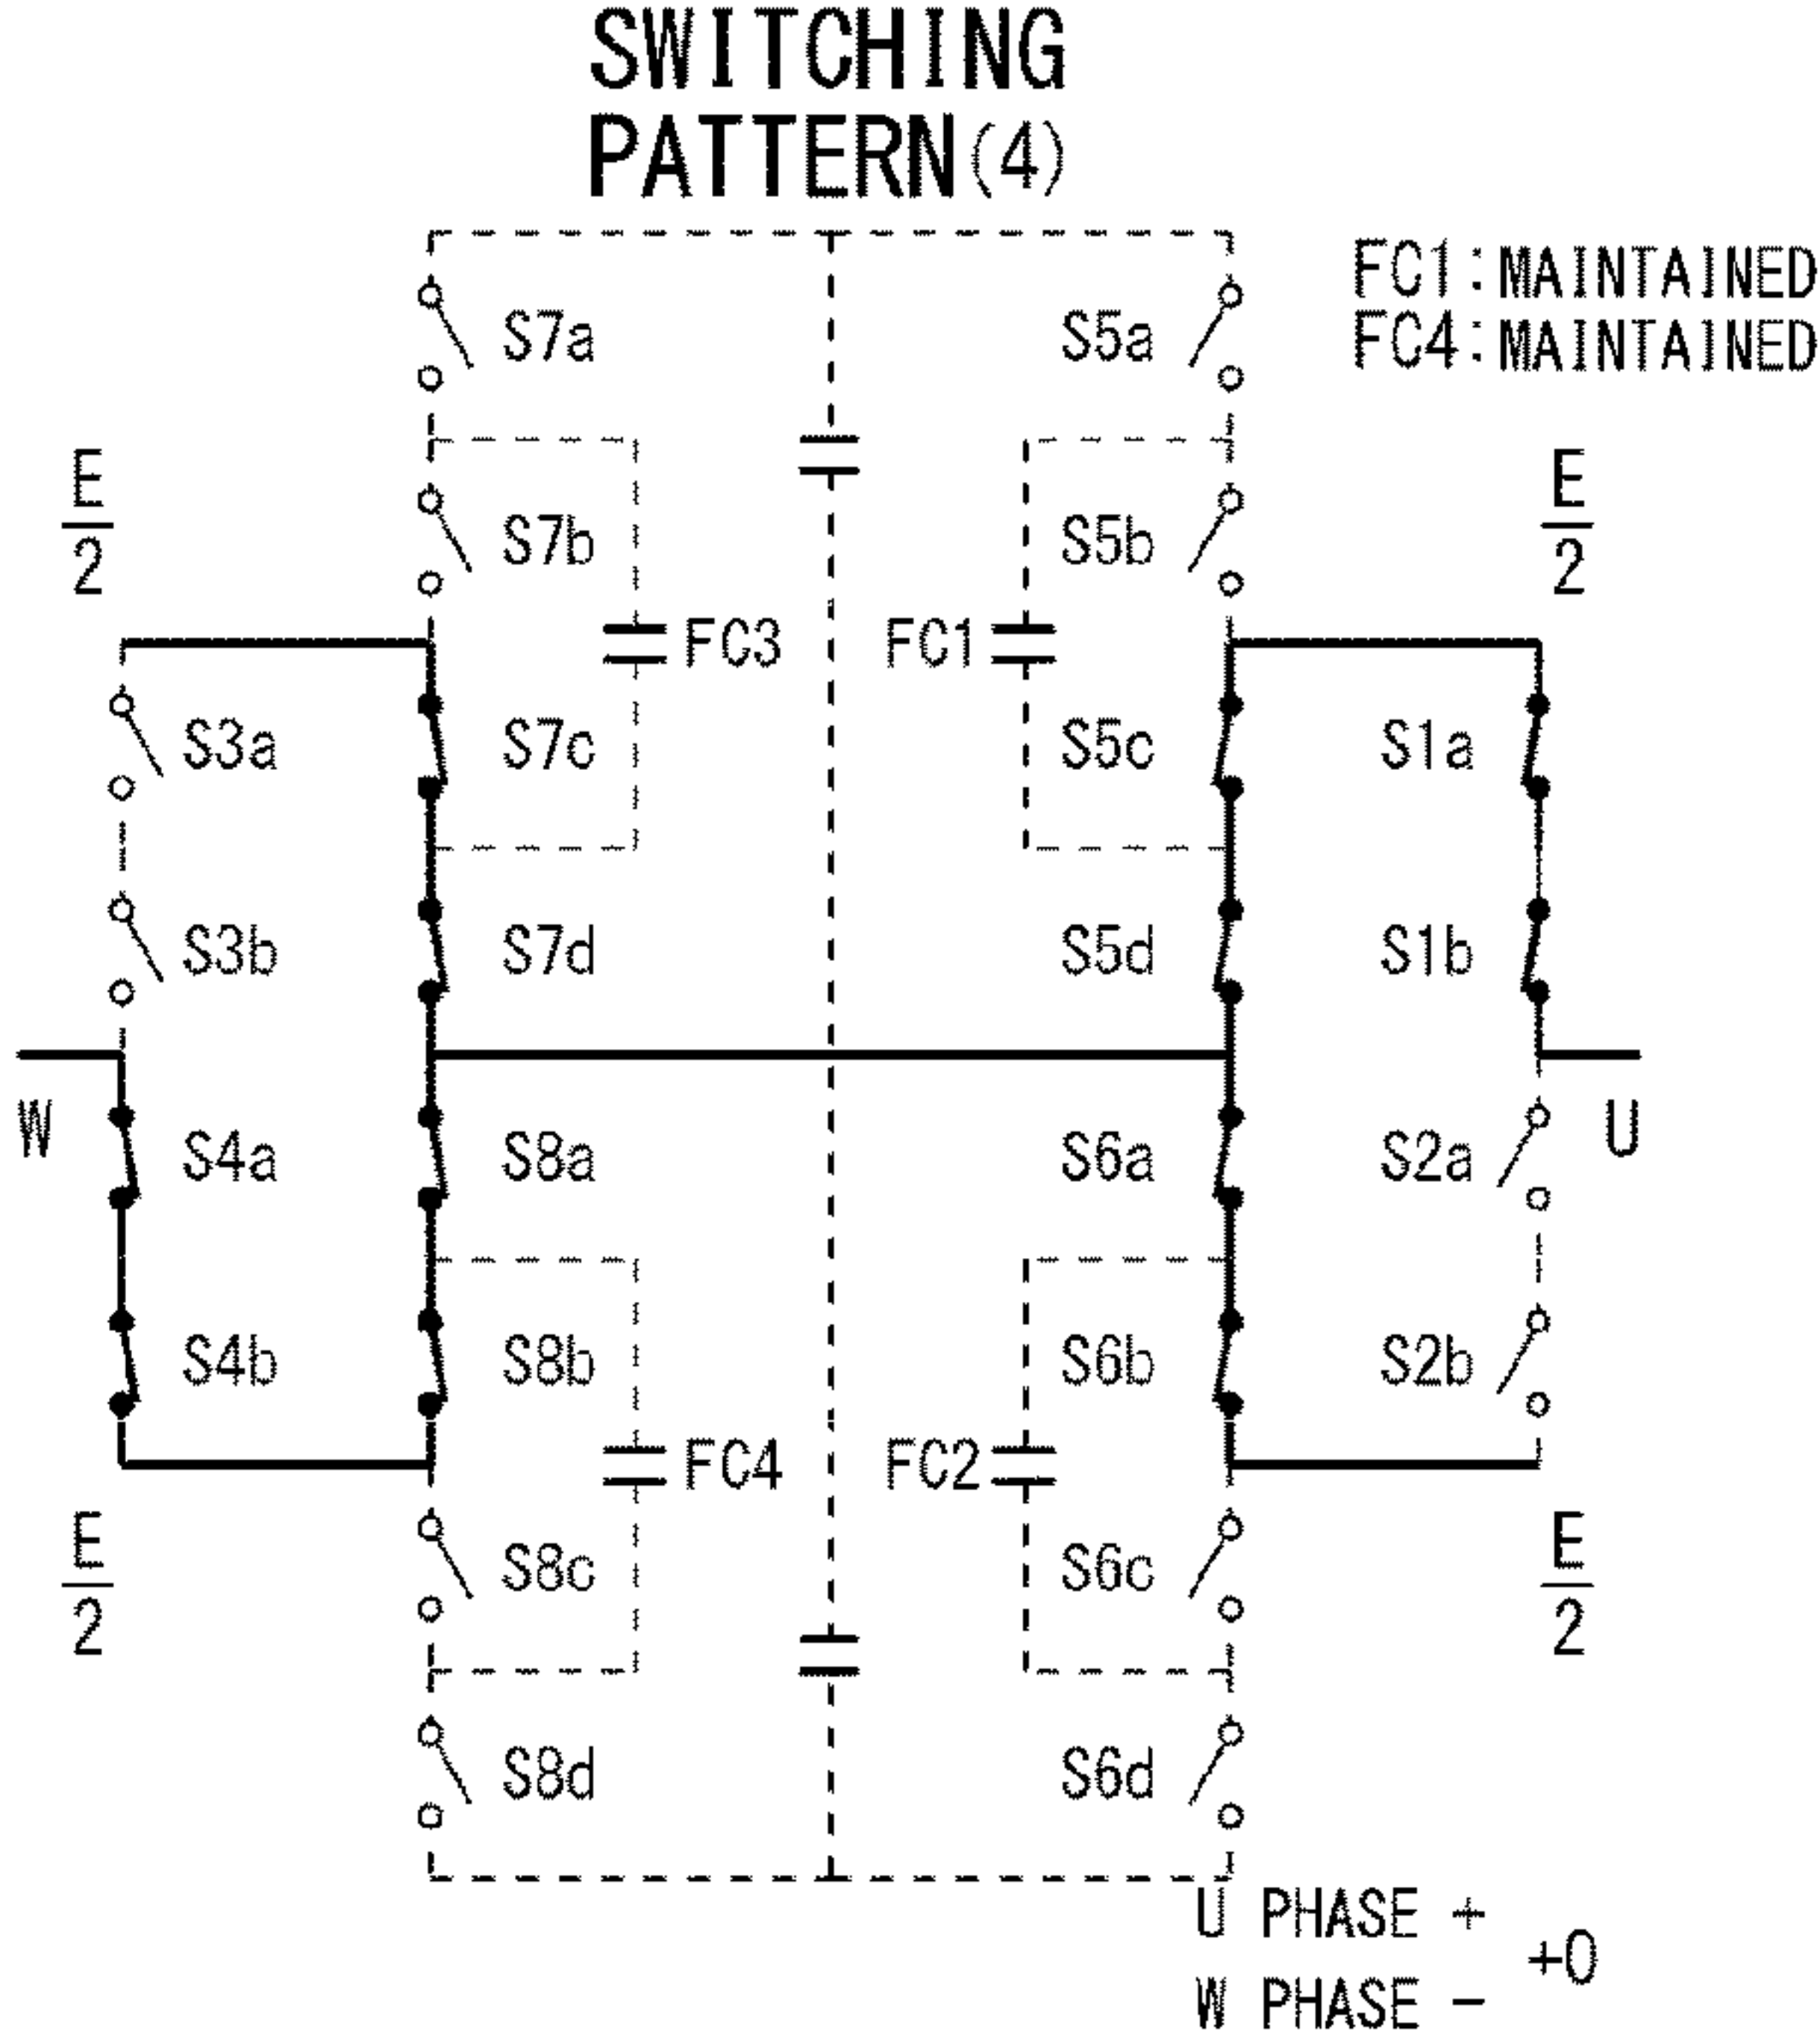 SWITCHING
PATTERN(4)
FC1:MAINTAINED
FC4:MAINTAINED
S7a
S5a
E
2
S7b
S5b
E
2
FC3
FC1
S3a
S7c
S5c
S1a
S3b
S7d
S5d
S1b
W
S4a
S8a
S6a
S2a
U
S4b
S8b
S6b
S2b
FC4
FC2
E
2
S8c
S6c
E
2
S8d
S6d
U PHASE +
+0
W PHASE −